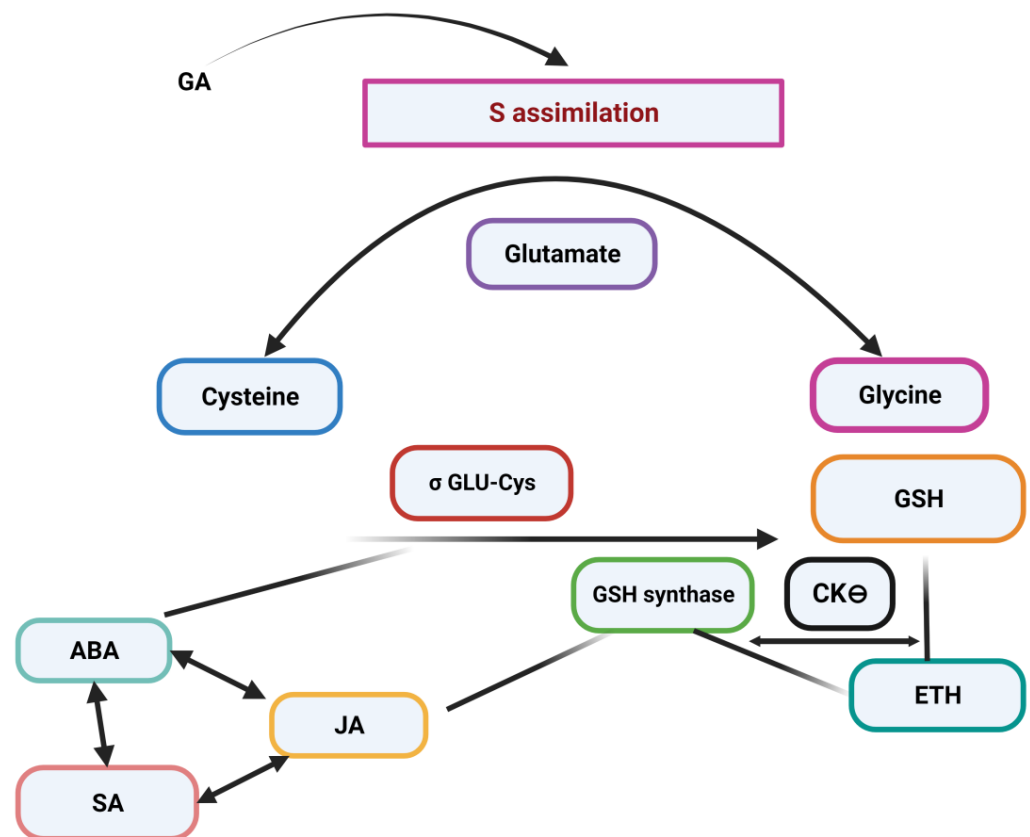 GA
S assimilation
Glutamate
Cysteine
Glycine
σ GLU-Cys
GSH
GSH synthase
CK⊖
ABA
ETH
JA
SA